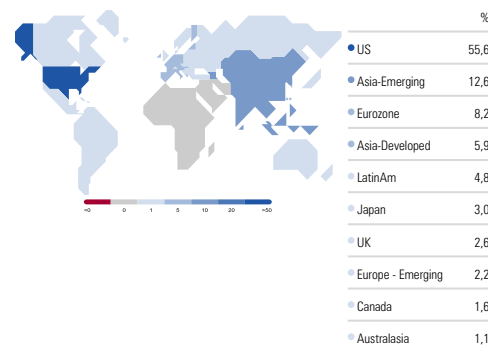 %
US 55,6
Asia-Emerging 12,6
Eurozone 8,2
Asia-Developed 5,9
LatinAm 4,8
Japan 3,0
UK 2,6
Europe - Emerging 2,2
Canada 1,6
Australasia 1,1
<0 0 1 5 10 20 >50